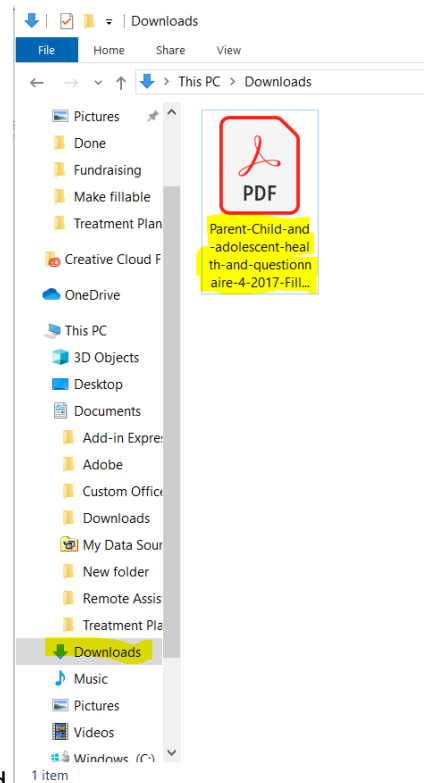 Downloads
File Home Share View
This PC > Downloads
Pictures
Done
Fundraising
Make fillable
Treatment Plan
Creative Cloud F
OneDrive
This PC
3D Objects
Desktop
Documents
Add-in Expre
Adobe
Custom Office
Downloads
My Data Sour
New folder
Remote Assis
Treatment Pla
Downloads
Music
Pictures
Videos
Windows (C:)
PDF
Parent-Child-and
-adolescent-heal
th-and-questionn
aire-4-2017-Fill...
1 item